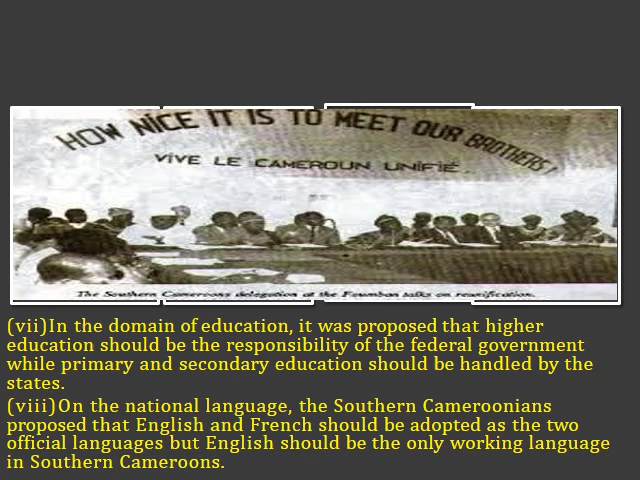 HOW NICE IT IS TO MEET OUR BROTHERS!
VIVE LE CAMEROUN UNIFIÉ.
The Southern Cameroons delegation at the Foumban talks on reunification.
(vii)In the domain of education, it was proposed that higher
education should be the responsibility of the federal government
while primary and secondary education should be handled by the
states.
(viii)On the national language, the Southern Cameroonians
proposed that English and French should be adopted as the two
official languages but English should be the only working language
in Southern Cameroons.